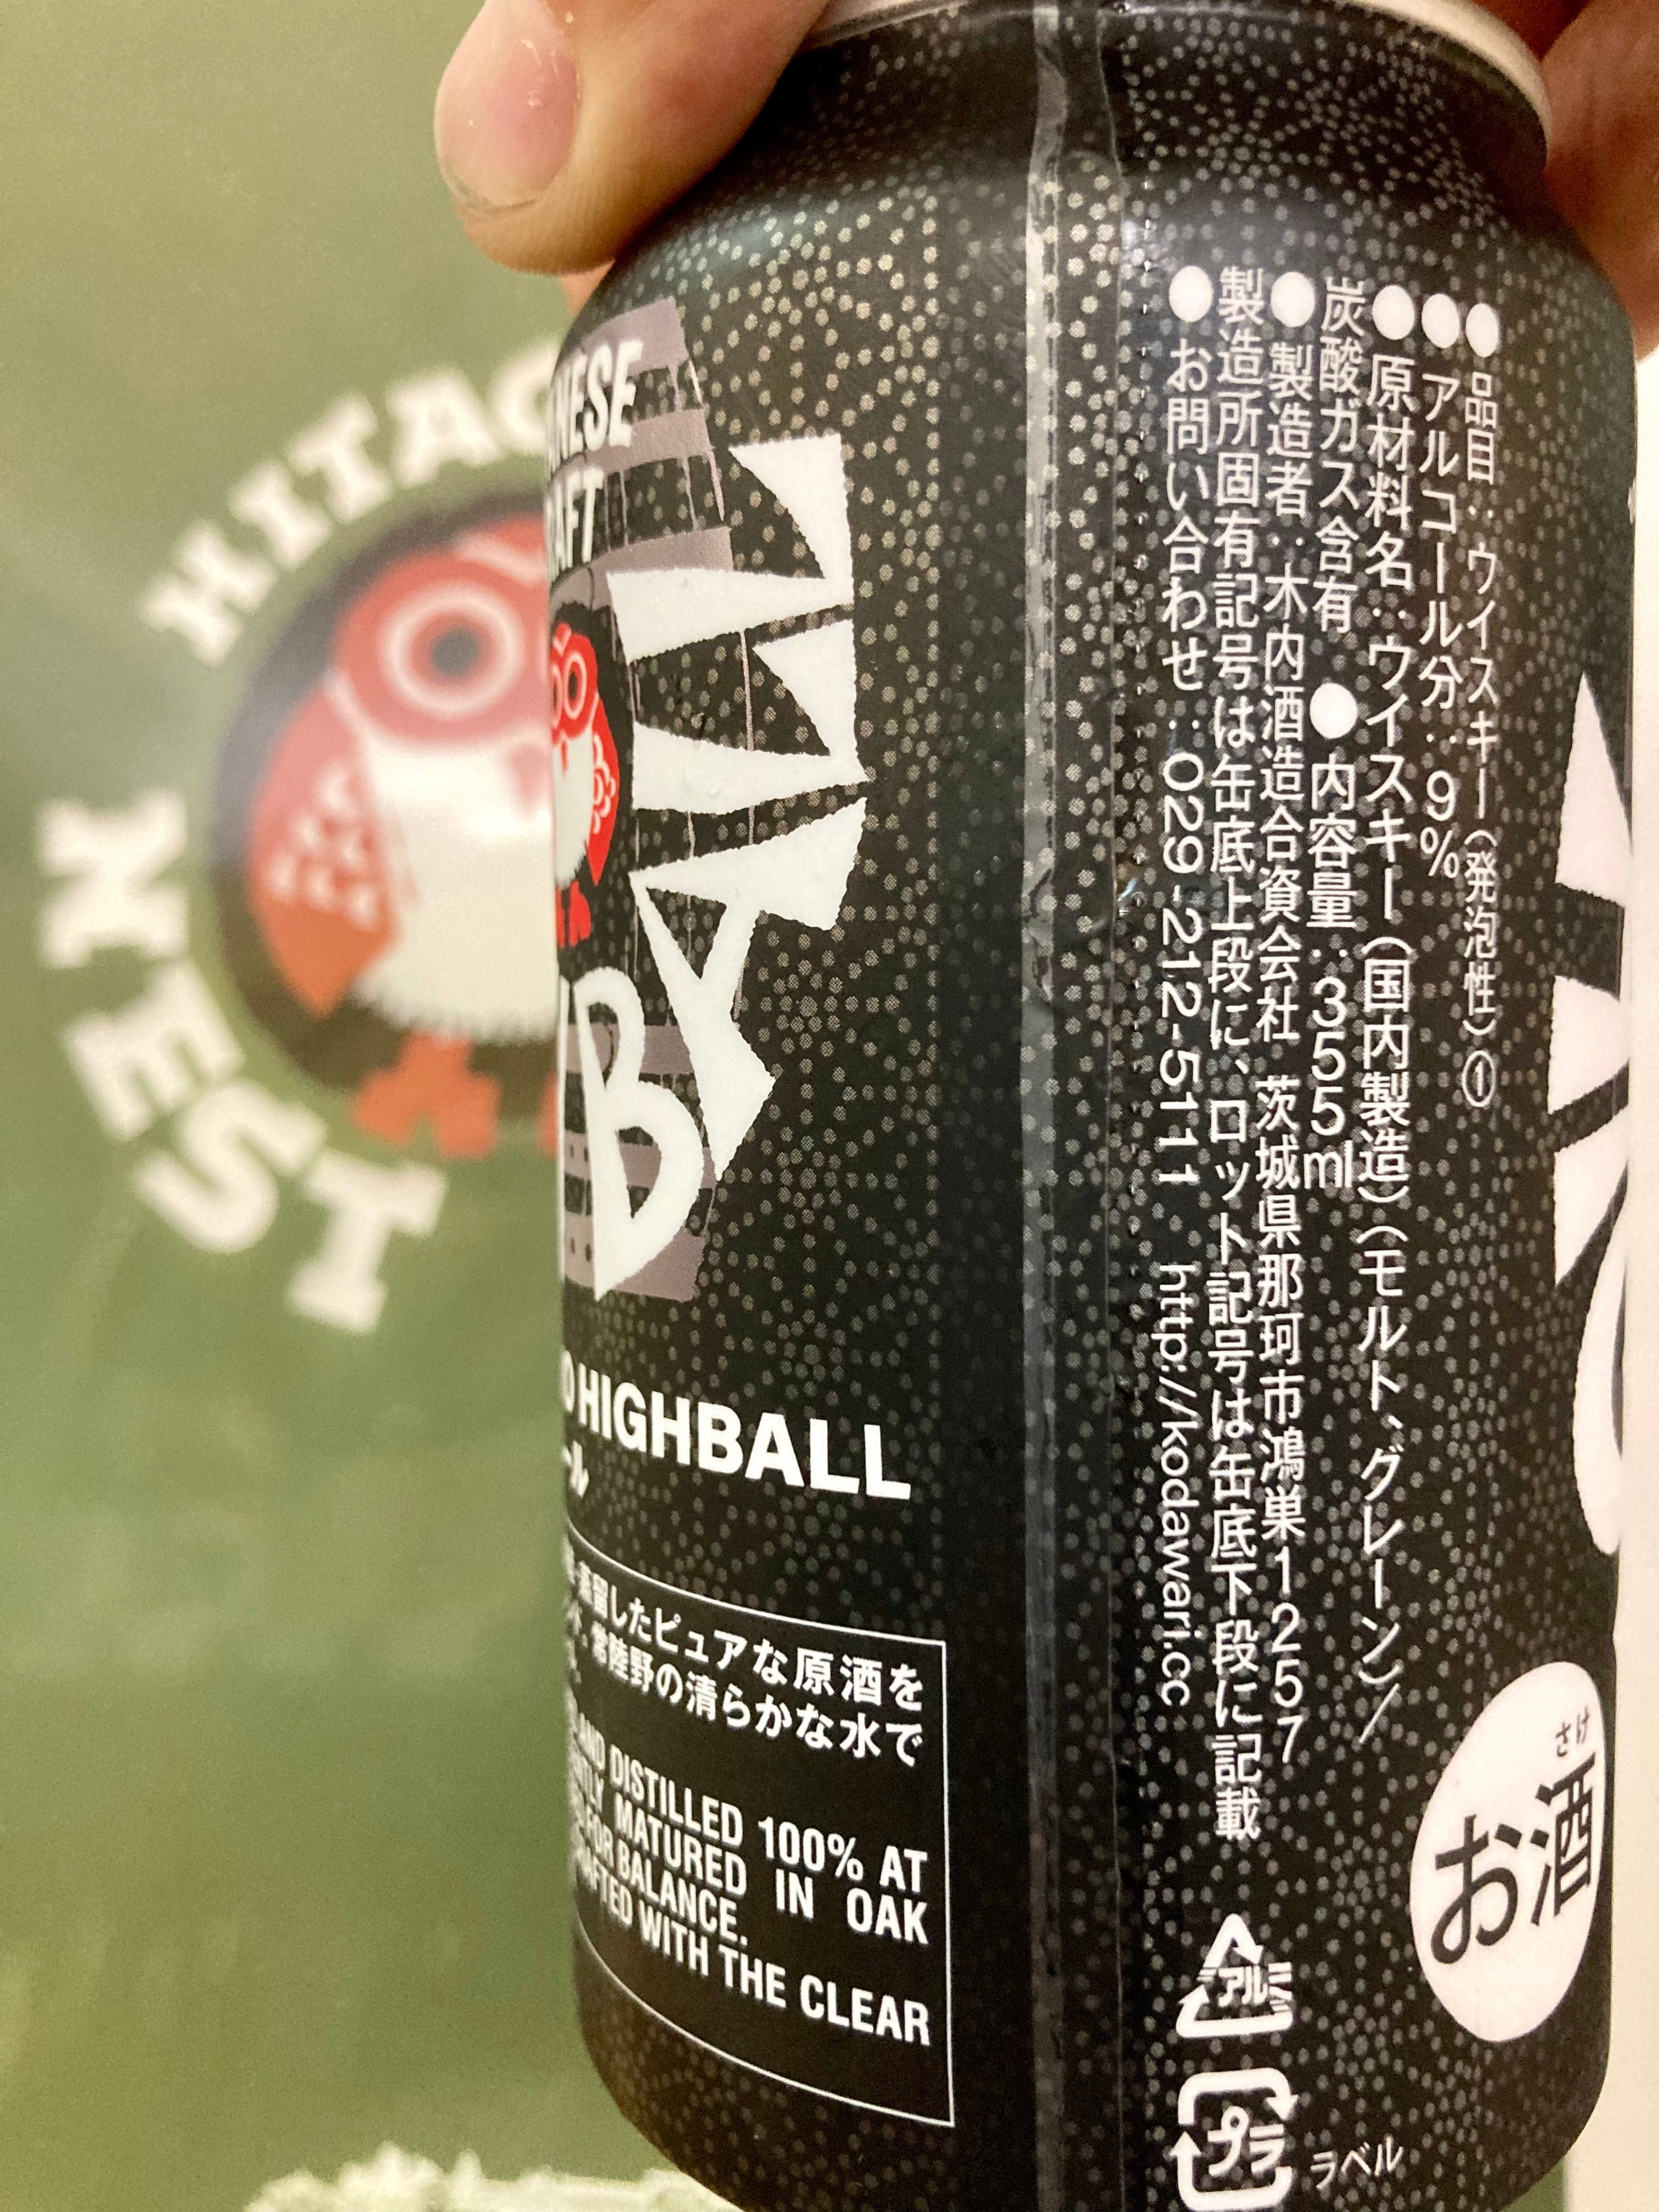 HITAC
NEST
NESE
AFT
B
HIGHBALL
ール
留したピュアな原酒を
常陸野の清らかな水で
AND DISTILLED 100% AT
MATURED IN OAK
FOR BALANCE.
WITH THE CLEAR
●品目：ウイスキー（発泡性）①
●アルコール分：9%
●原材料名：ウイスキー（国内製造）（モルト、グレーン）/
炭酸ガス含有 ●内容量：355ml
●製造者：木内酒造合資会社 茨城県那珂市鴻巣1257
製造所固有記号は缶底上段に、ロット記号は缶底下段に記載
●お問い合わせ：029-212-5111 http://kodawari.cc
アルミ
プラ
ラベル
さけ
お酒